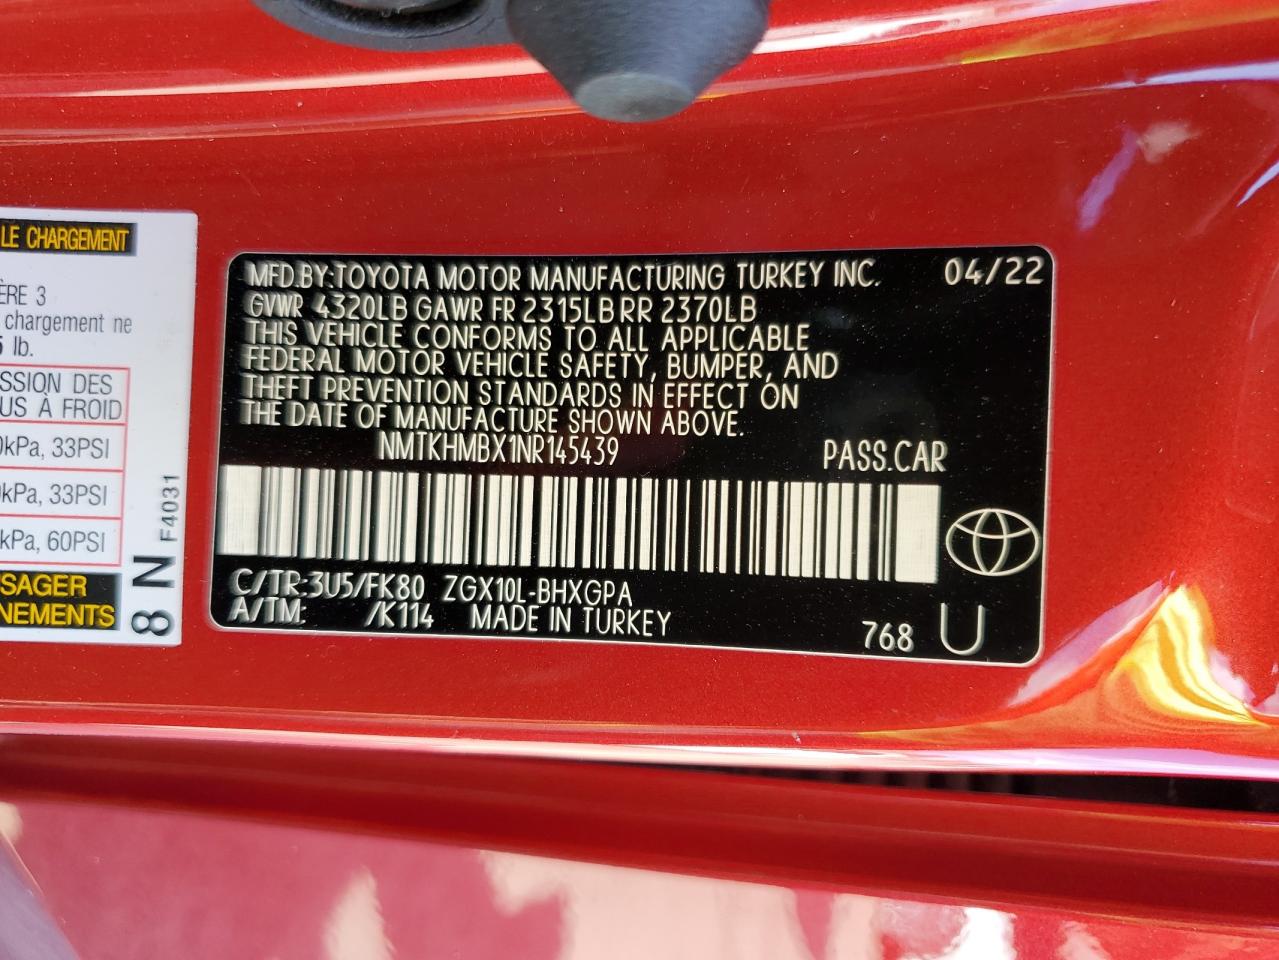 LE CHARGEMENT
ÈRE 3
chargement ne
lb.
SSION DES
US À FROID
kPa, 33PSI
kPa, 33PSI
kPa, 60PSI
SAGER
NEMENTS
8 N F4031
MFD.BY:TOYOTA MOTOR MANUFACTURING TURKEY INC. 04/22
GVWR 4320LB GAWR FR 2315LB RR 2370LB
THIS VEHICLE CONFORMS TO ALL APPLICABLE
FEDERAL MOTOR VEHICLE SAFETY, BUMPER, AND
THEFT PREVENTION STANDARDS IN EFFECT ON
THE DATE OF MANUFACTURE SHOWN ABOVE.
NMTKHMBX1NR145439 PASS.CAR
C/TR:3U5/FK80 ZGX10L-BHXGPA
A/TM: /K114 MADE IN TURKEY
768 U